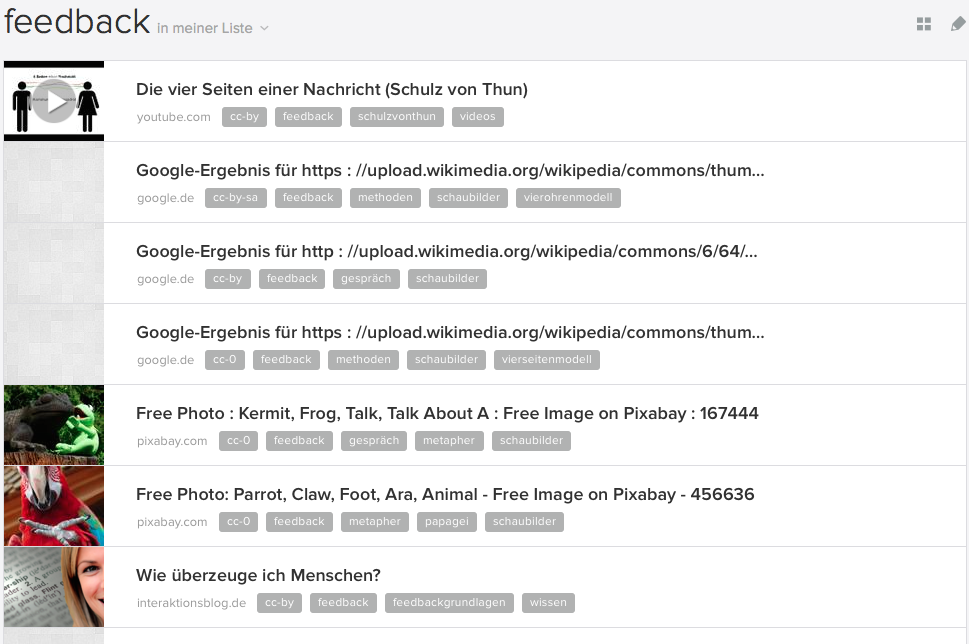 feedback in meiner Liste
Die vier Seiten einer Nachricht (Schulz von Thun)
youtube.com cc-by feedback schulzvonthun videos
Google-Ergebnis für https : //upload.wikimedia.org/wikipedia/commons/thum...
google.de cc-by-sa feedback methoden schaubilder vierohrenmodell
Google-Ergebnis für http : //upload.wikimedia.org/wikipedia/commons/6/64/...
google.de cc-by feedback gespräch schaubilder
Google-Ergebnis für https : //upload.wikimedia.org/wikipedia/commons/thum...
google.de cc-0 feedback methoden schaubilder vierseitenmodell
Free Photo : Kermit, Frog, Talk, Talk About A : Free Image on Pixabay : 167444
pixabay.com cc-0 feedback gespräch metapher schaubilder
Free Photo: Parrot, Claw, Foot, Ara, Animal - Free Image on Pixabay - 456636
pixabay.com cc-0 feedback metapher papagei schaubilder
Wie überzeuge ich Menschen?
interaktionsblog.de cc-by feedback feedbackgrundlagen wissen